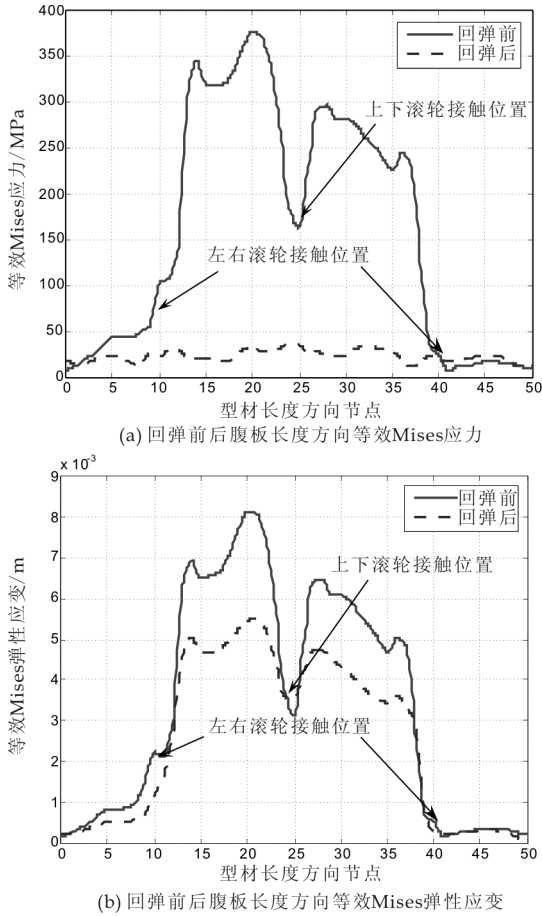 400
350
300
250
200
150
100
50
0
等效Mises应力/MPa
回弹前
回弹后
上下滚轮接触位置
左右滚轮接触位置
0 5 10 15 20 25 30 35 40 45 50
型材长度方向节点
(a) 回弹前后腹板长度方向等效Mises应力
9 x 10⁻³
8
7
6
5
4
3
2
1
0
等效Mises弹性应变/m
回弹前
回弹后
上下滚轮接触位置
左右滚轮接触位置
0 5 10 15 20 25 30 35 40 45 50
型材长度方向节点
(b) 回弹前后腹板长度方向等效Mises弹性应变